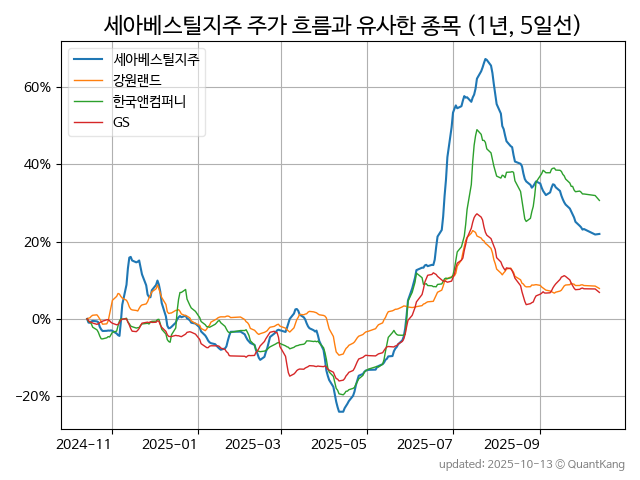 세아베스틸지주 주가 흐름과 유사한 종목 (1년, 5일선)
세아베스틸지주
강원랜드
한국앤컴퍼니
GS
60%
40%
20%
0%
−20%
2024-11
2025-01
2025-03
2025-05
2025-07
2025-09
updated: 2025-10-13 © QuantKang